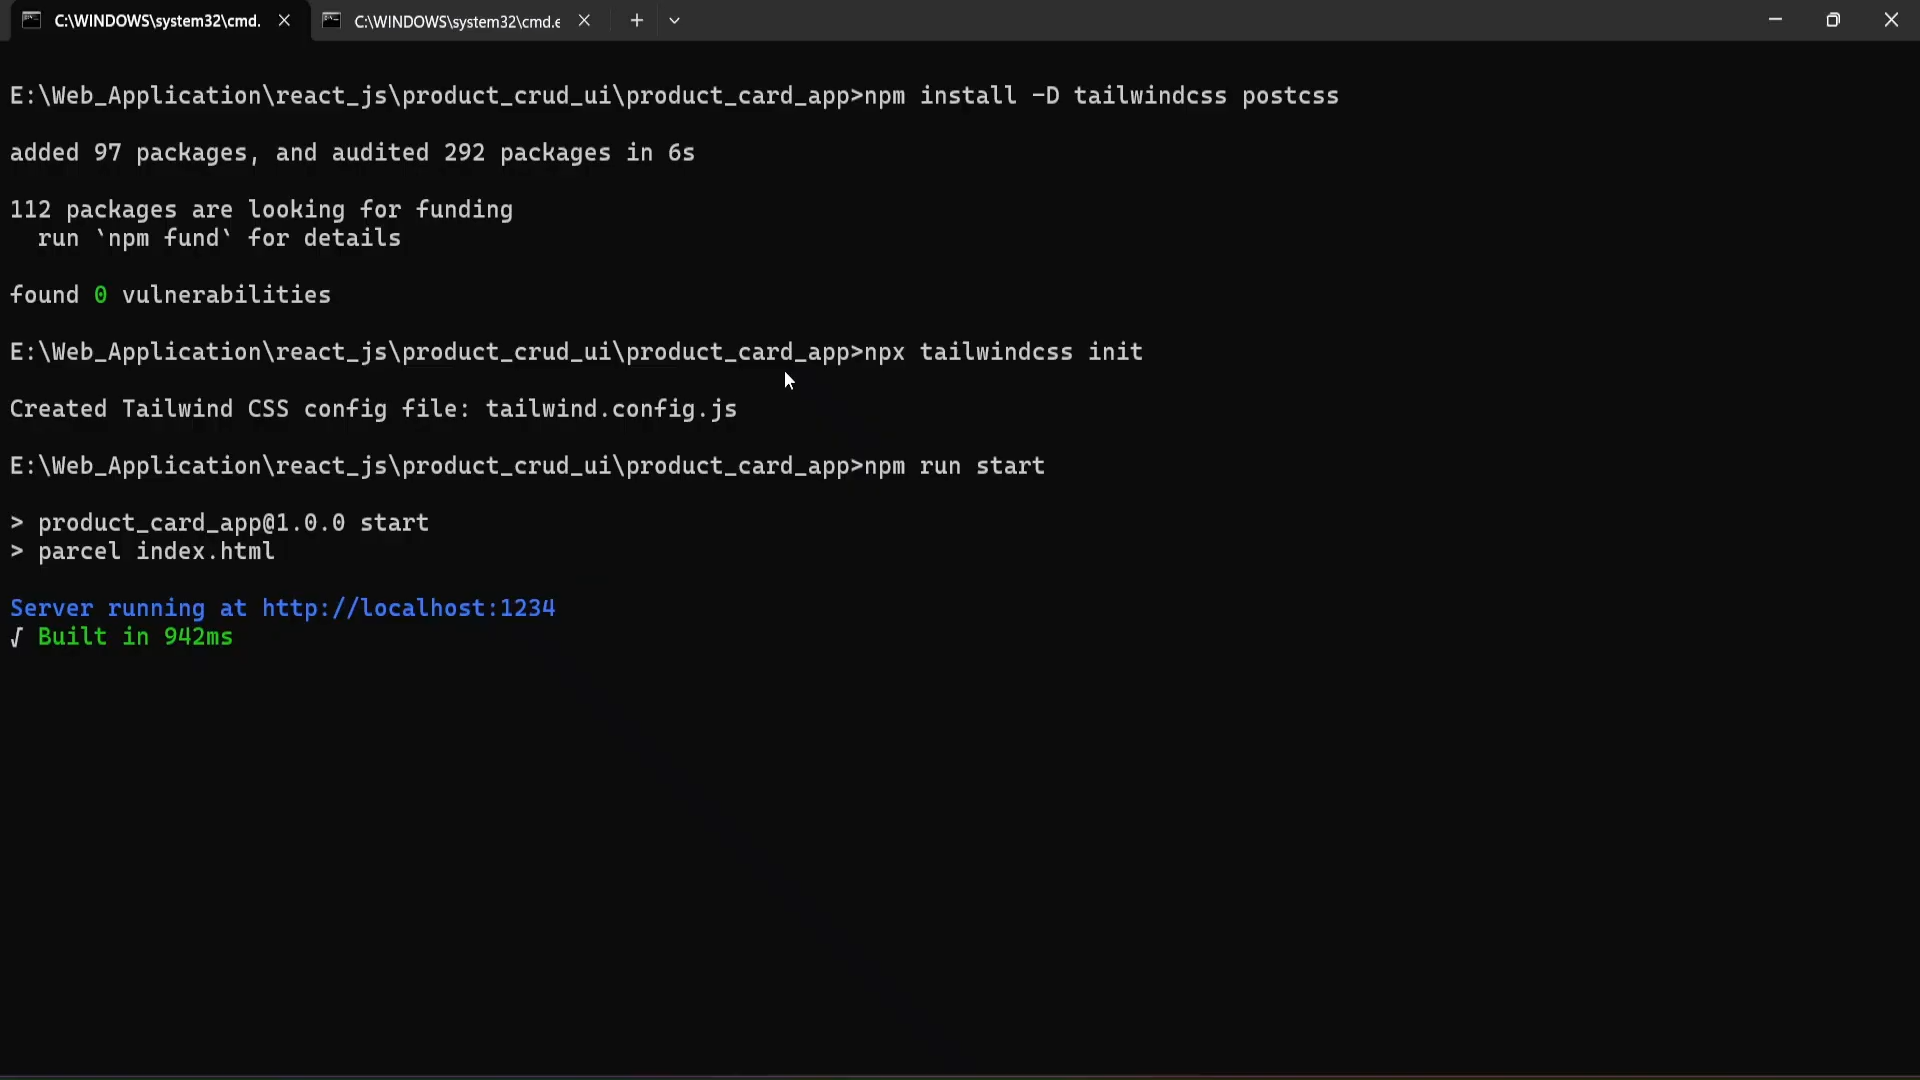 C:\WINDOWS\system32\cmd.
C:\WINDOWS\system32\cmd.e
E:\Web_Application\react_js\product_crud_ui\product_card_app>npm install -D tailwindcss postcss
added 97 packages, and audited 292 packages in 6s
112 packages are looking for funding
  run `npm fund` for details
found 0 vulnerabilities
E:\Web_Application\react_js\product_crud_ui\product_card_app>npx tailwindcss init
Created Tailwind CSS config file: tailwind.config.js
E:\Web_Application\react_js\product_crud_ui\product_card_app>npm run start
> product_card_app@1.0.0 start
> parcel index.html
Server running at http://localhost:1234
√ Built in 942ms